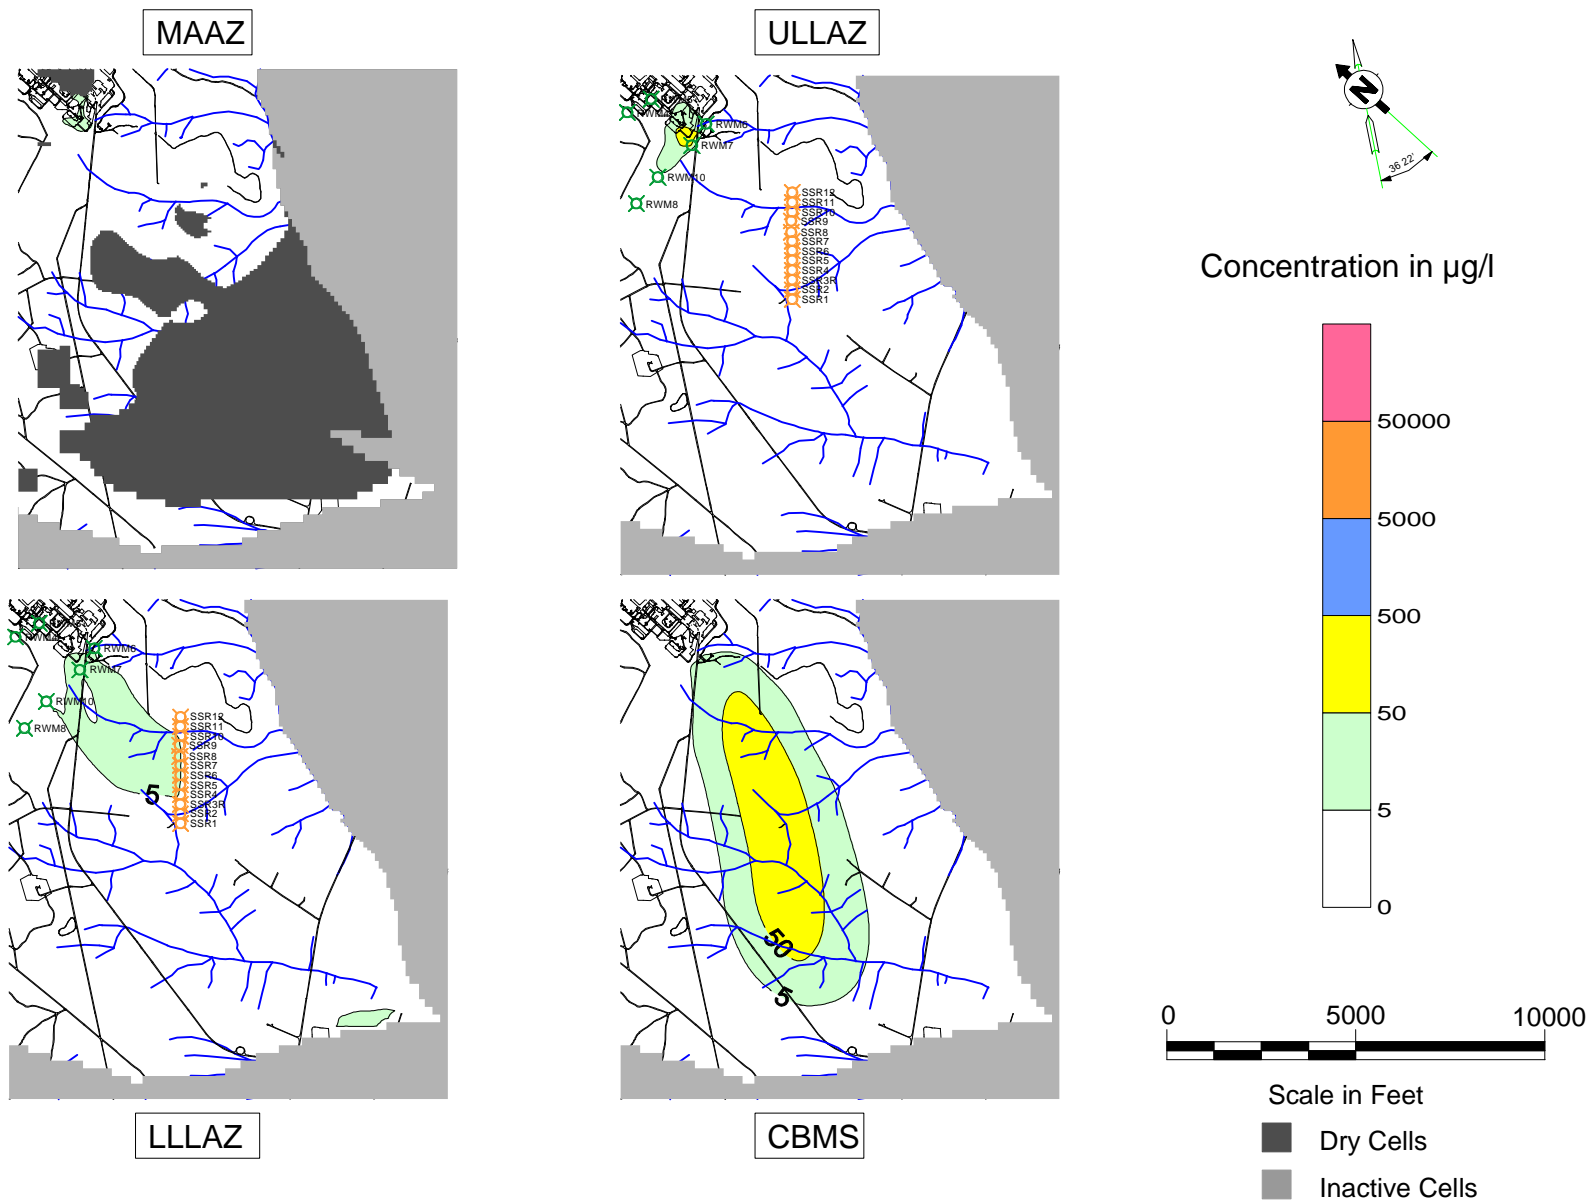 MAAZ
ULLAZ
N
36 22'
RWM6
RWM7
RWM10
RWM8
SSR12
SSR11
SSR10
SSR9
SSR8
SSR7
SSR6
SSR5
SSR4
SSR3R
SSR2
SSR1
Concentration in µg/l
50000
5000
500
50
5
0
RWM6
RWM7
RWM10
RWM8
SSR12
SSR11
SSR10
SSR9
SSR8
SSR7
SSR6
SSR5
SSR4
SSR3R
SSR2
SSR1
5
50
5
LLLAZ
CBMS
0 5000 10000
Scale in Feet
Dry Cells
Inactive Cells